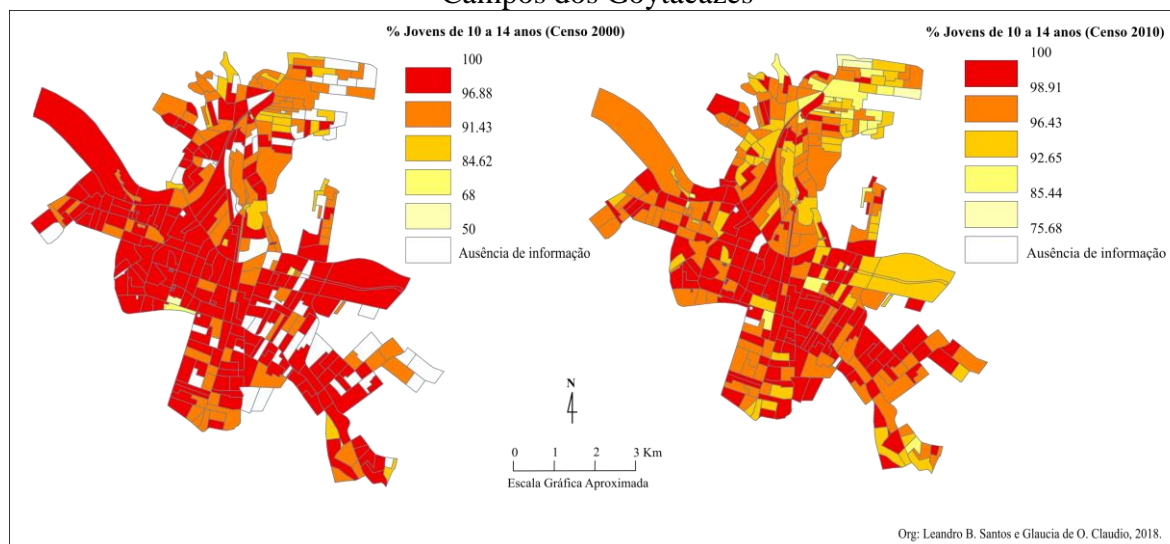 Campos dos Goytacazes
% Jovens de 10 a 14 anos (Censo 2000)
100
96.88
91.43
84.62
68
50
Ausência de informação
% Jovens de 10 a 14 anos (Censo 2010)
100
98.91
96.43
92.65
85.44
75.68
Ausência de informação
N
0 1 2 3 Km
Escala Gráfica Aproximada
Org: Leandro B. Santos e Glaucia de O. Claudio, 2018.